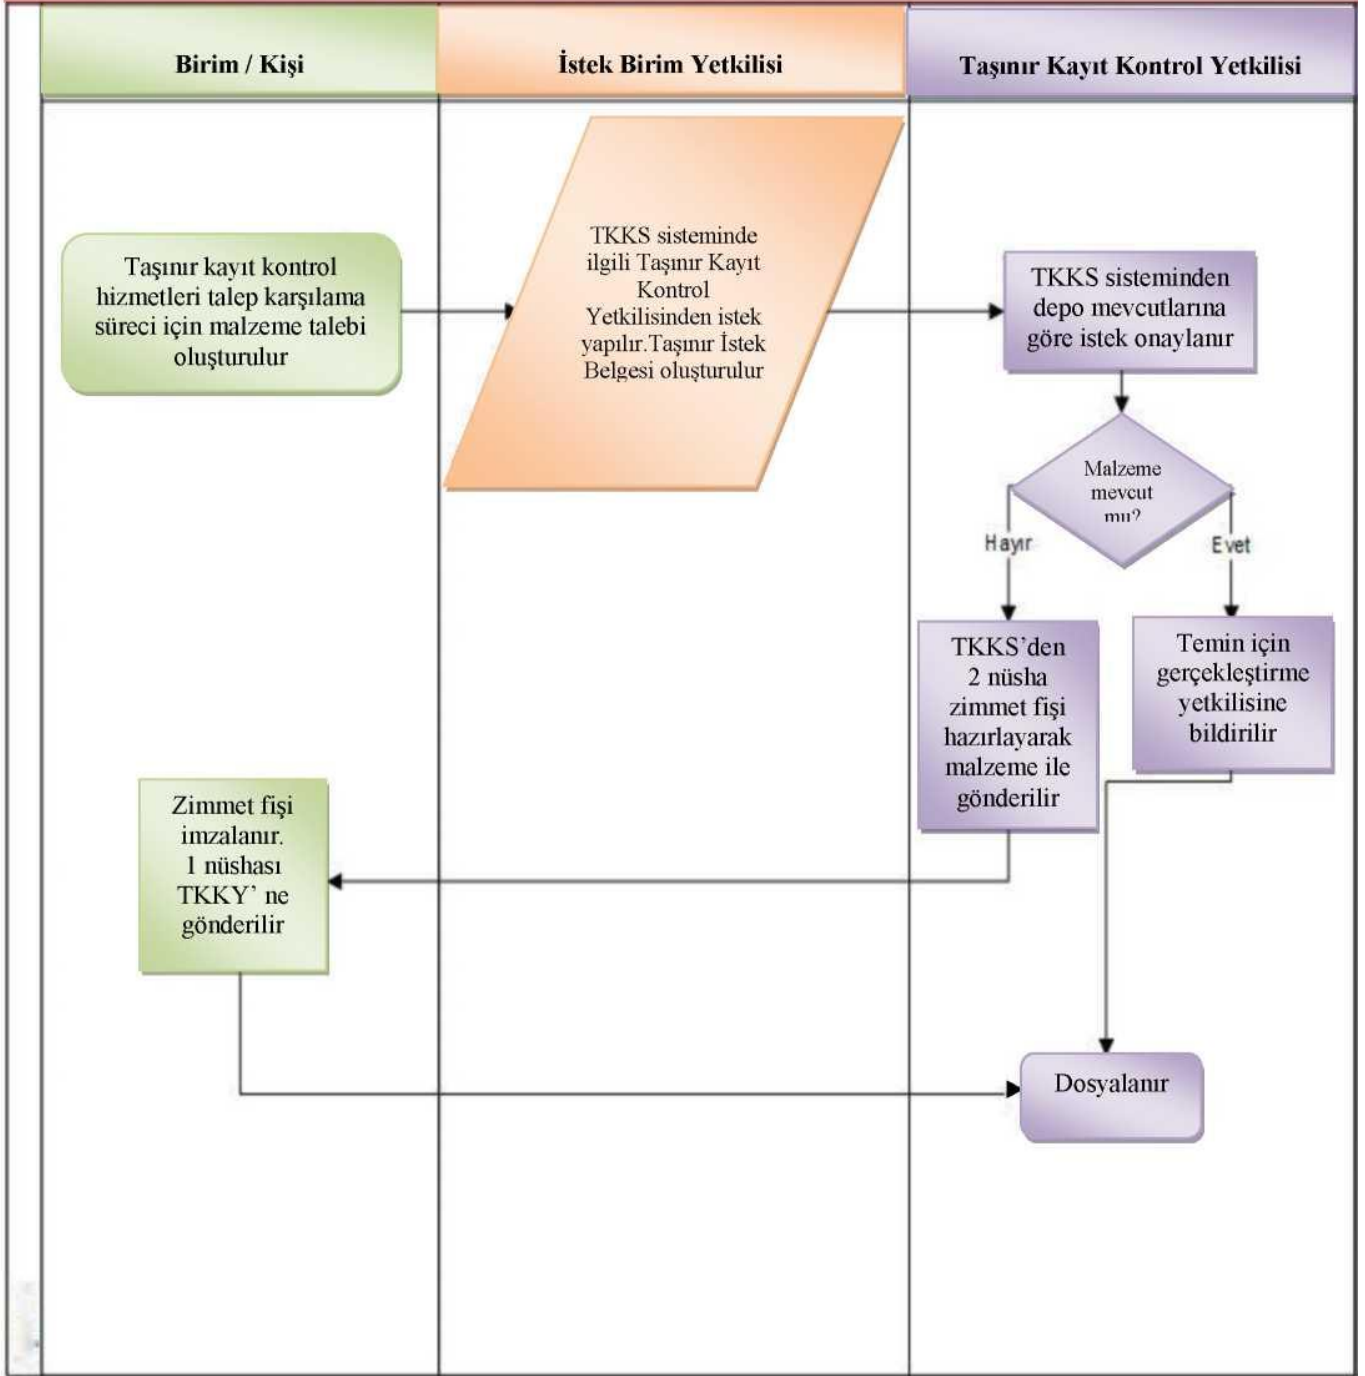 Birim / Kişi
İstek Birim Yetkilisi
Taşınır Kayıt Kontrol Yetkilisi
Taşınır kayıt kontrol
hizmetleri talep karşılama
süreci için malzeme talebi
oluşturulur
TKKS sisteminde
ilgili Taşınır Kayıt
Kontrol
Yetkilisinden istek
yapılır.Taşınır İstek
Belgesi oluşturulur
TKKS sisteminden
depo mevcutlarına
göre istek onaylanır
Malzeme
mevcut
mu?
Hayır
Evet
TKKS’den
2 nüsha
zimmet fişi
hazırlayarak
malzeme ile
gönderilir
Temin için
gerçekleştirme
yetkilisine
bildirilir
Zimmet fişi
imzalanır.
1 nüshası
TKKY’ ne
gönderilir
Dosyalanır